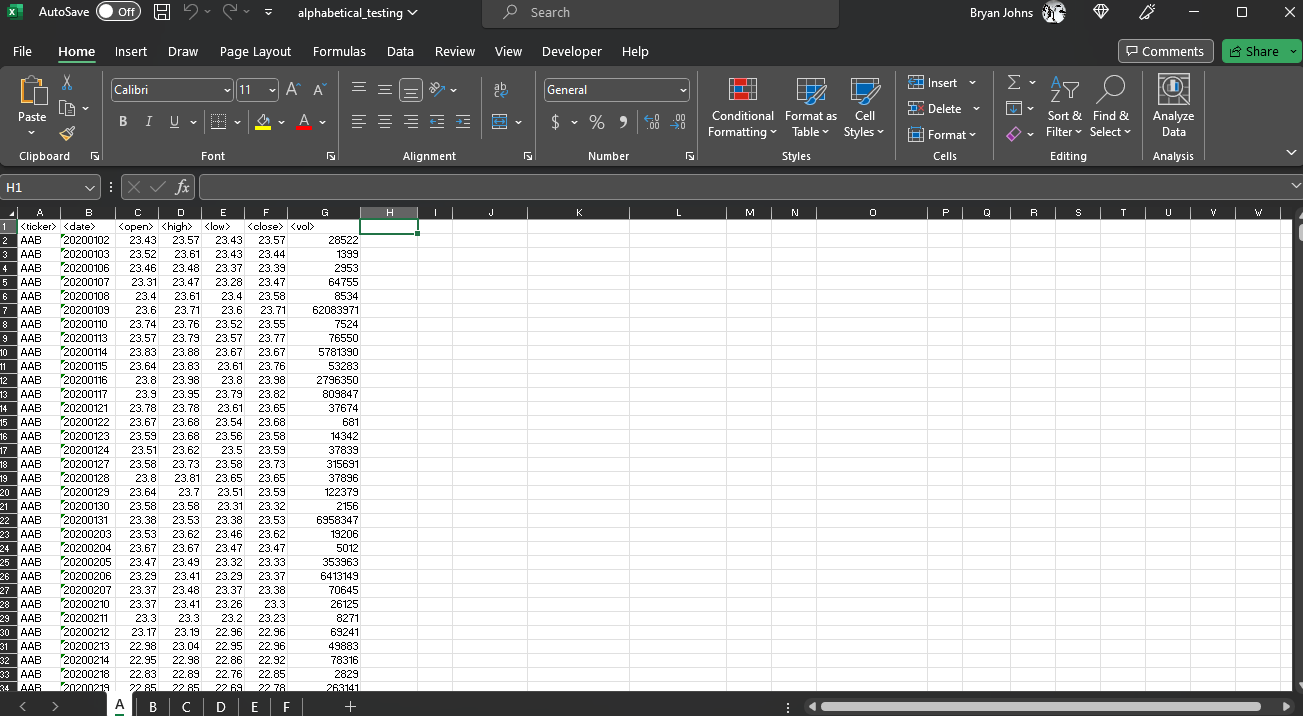 AutoSave Off alphabetical_testing Search Bryan Johns
File Home Insert Draw Page Layout Formulas Data Review View Developer Help Comments Share
Paste Calibri 11 General Conditional Formatting Format as Table Cell Styles Insert Delete Format Sort & Filter Find & Select Analyze Data
B I U $ % 9
Clipboard Font Alignment Number Styles Cells Editing Analysis
H1 fx
A B C D E F G H I J K L M N O P Q R S T U V W
1 <ticker> <date> <open> <high> <low> <close> <vol>
2 AAB 20200102 23.43 23.57 23.43 23.57 28522
3 AAB 20200103 23.52 23.61 23.43 23.44 1399
4 AAB 20200106 23.46 23.48 23.37 23.39 2953
5 AAB 20200107 23.31 23.47 23.28 23.47 64755
6 AAB 20200108 23.4 23.61 23.4 23.58 8534
7 AAB 20200109 23.6 23.71 23.6 23.71 62083971
8 AAB 20200110 23.74 23.76 23.52 23.55 7524
9 AAB 20200113 23.57 23.79 23.57 23.77 76550
10 AAB 20200114 23.83 23.88 23.67 23.67 5781390
11 AAB 20200115 23.64 23.83 23.61 23.76 53283
12 AAB 20200116 23.8 23.98 23.8 23.98 2796350
13 AAB 20200117 23.9 23.95 23.79 23.82 809847
14 AAB 20200121 23.78 23.78 23.61 23.65 37674
15 AAB 20200122 23.67 23.68 23.54 23.68 681
16 AAB 20200123 23.59 23.68 23.56 23.58 14342
17 AAB 20200124 23.51 23.62 23.5 23.59 37839
18 AAB 20200127 23.58 23.73 23.58 23.73 315691
19 AAB 20200128 23.8 23.81 23.65 23.65 37896
20 AAB 20200129 23.64 23.7 23.51 23.59 122379
21 AAB 20200130 23.58 23.58 23.31 23.32 2156
22 AAB 20200131 23.38 23.53 23.38 23.53 6958347
23 AAB 20200203 23.53 23.62 23.46 23.62 19206
24 AAB 20200204 23.67 23.67 23.47 23.47 5012
25 AAB 20200205 23.47 23.49 23.32 23.33 353963
26 AAB 20200206 23.29 23.41 23.29 23.37 6413149
27 AAB 20200207 23.37 23.48 23.37 23.38 70645
28 AAB 20200210 23.37 23.41 23.26 23.3 26125
29 AAB 20200211 23.3 23.3 23.2 23.23 8271
30 AAB 20200212 23.17 23.19 22.96 22.96 69241
31 AAB 20200213 22.98 23.04 22.95 22.96 49883
32 AAB 20200214 22.95 22.98 22.86 22.92 78316
33 AAB 20200218 22.83 22.89 22.76 22.85 2829
34 AAB 20200219 22.85 22.85 22.69 22.78 263141
A B C D E F